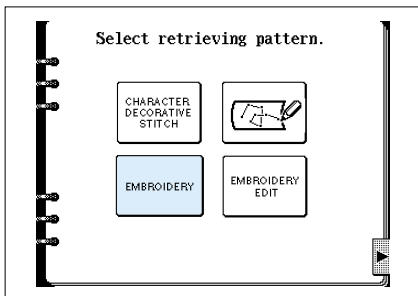 Select retrieving pattern.
CHARACTER
DECORATIVE
STITCH
EMBROIDERY
EMBROIDERY
EDIT